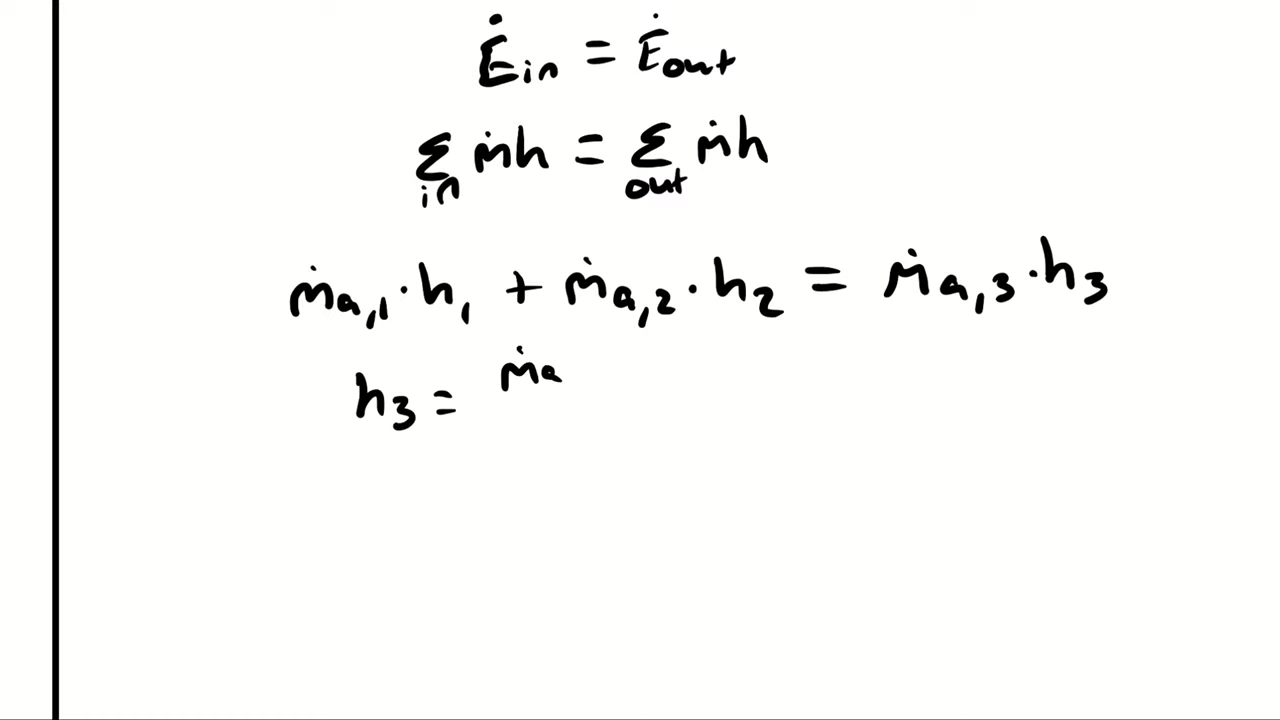 Ėin = Ėout
Σin ṁh = Σout ṁh
ṁa,1 · h1 + ṁa,2 · h2 = ṁa,3 · h3
h3 = ṁa